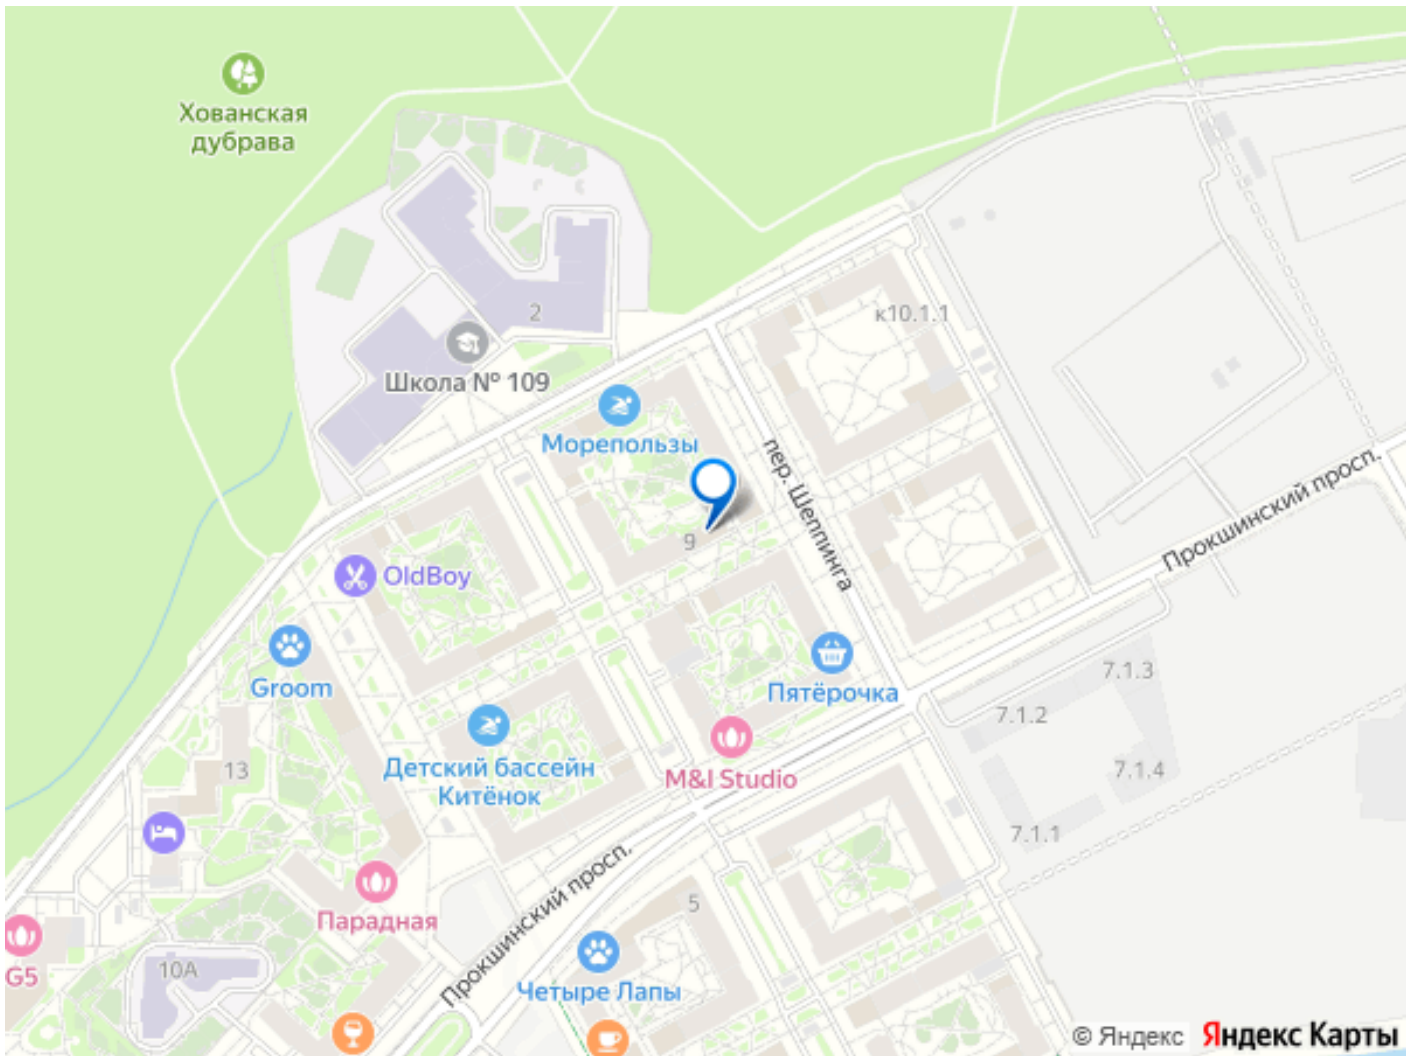 Хованская
дубрава
к10.1.1
2
Школа № 109
Морепользы
пер. Шеппинга
Прокшинский просп.
9
OldBoy
Groom
Пятёрочка
7.1.3
7.1.2
7.1.4
7.1.1
M&I Studio
Детский бассейн
Китёнок
13
Парадная
Прокшинский просп.
5
G5
10А
Четыре Лапы
© Яндекс Яндекс Карты